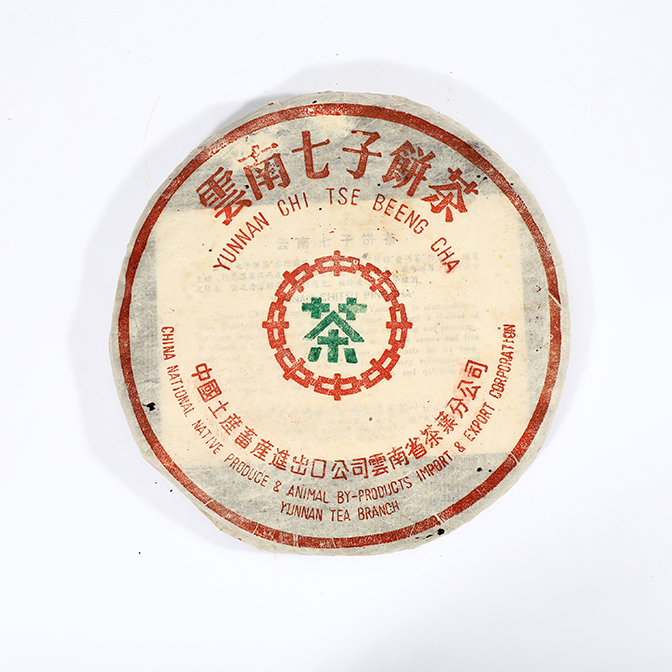 雲南七子餅茶
YUNNAN CHI TSE BEENG CHA
云南七子饼茶
茶
中國土產畜產進出口公司雲南省茶葉分公司
CHINA NATIONAL NATIVE PRODUCE & ANIMAL BY-PRODUCTS IMPORT & EXPORT CORPORATION
YUNNAN TEA BRANCH